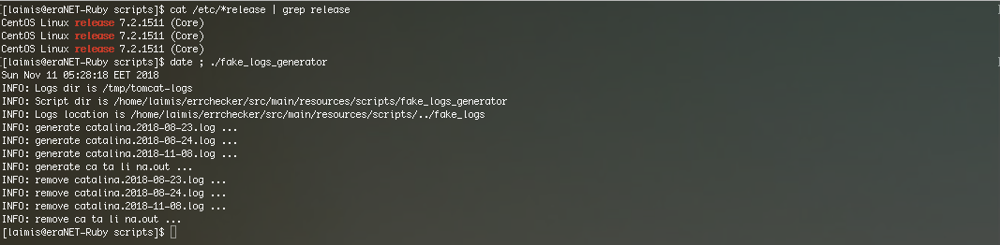 [laimis@eraNET-Ruby scripts]$ cat /etc/*release | grep release
CentOS Linux release 7.2.1511 (Core)
CentOS Linux release 7.2.1511 (Core)
CentOS Linux release 7.2.1511 (Core)
[laimis@eraNET-Ruby scripts]$ date ; ./fake_logs_generator
Sun Nov 11 05:28:18 EET 2018
INFO: Logs dir is /tmp/tomcat-logs
INFO: Script dir is /home/laimis/errchecker/src/main/resources/scripts/fake_logs_generator
INFO: Logs location is /home/laimis/errchecker/src/main/resources/scripts/../fake_logs
INFO: generate catalina.2018-08-23.log ...
INFO: generate catalina.2018-08-24.log ...
INFO: generate catalina.2018-11-08.log ...
INFO: generate ca ta li na.out ...
INFO: remove catalina.2018-08-23.log ...
INFO: remove catalina.2018-08-24.log ...
INFO: remove catalina.2018-11-08.log ...
INFO: remove ca ta li na.out ...
[laimis@eraNET-Ruby scripts]$